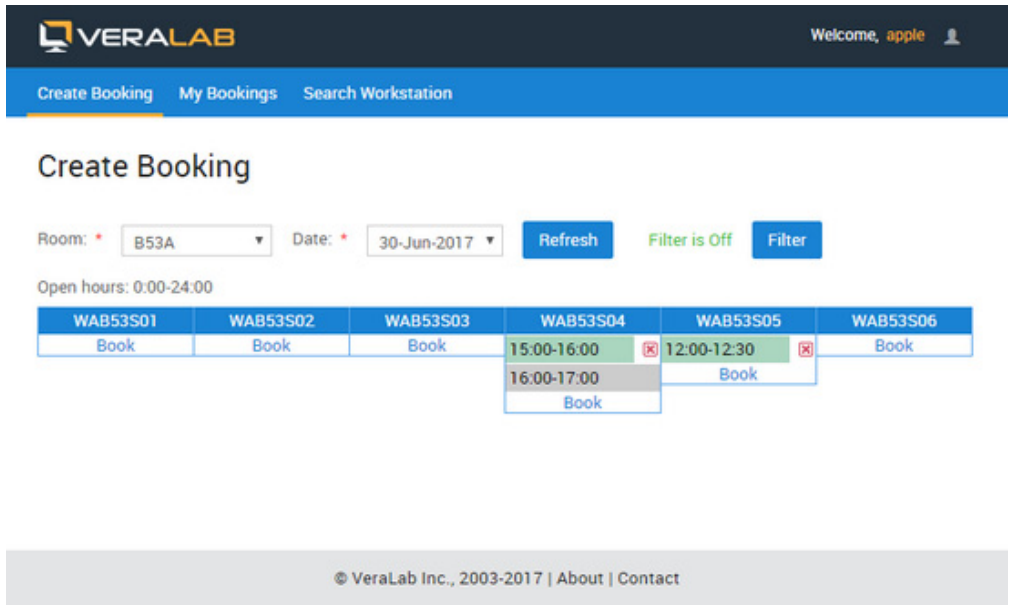 VERALAB
Welcome, apple
Create Booking My Bookings Search Workstation
Create Booking
Room: * B53A Date: * 30-Jun-2017 Refresh Filter is Off Filter
Open hours: 0:00-24:00
WAB53S01 WAB53S02 WAB53S03 WAB53S04 WAB53S05 WAB53S06
Book Book Book 15:00-16:00 12:00-12:30 Book
16:00-17:00 Book
Book
© VeraLab Inc., 2003-2017 | About | Contact